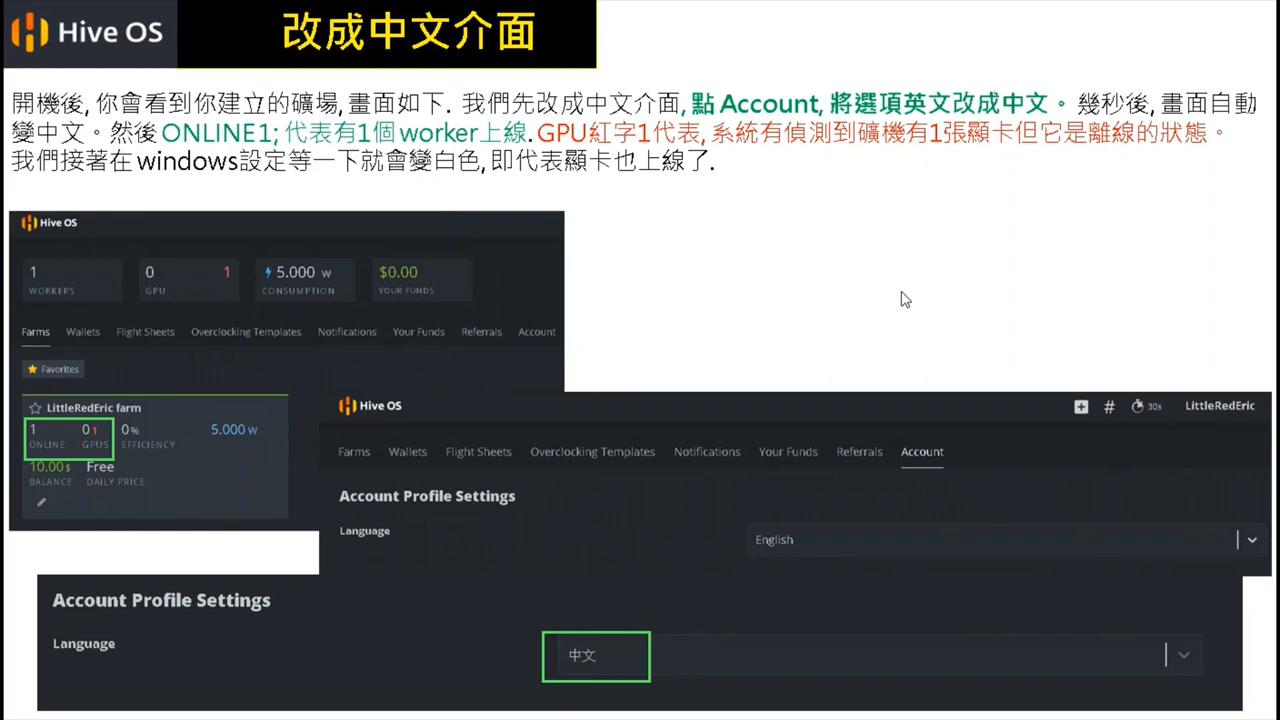 Hive OS
改成中文介面
開機後, 你會看到你建立的礦場, 畫面如下. 我們先改成中文介面, 點 Account, 將選項英文改成中文。 幾秒後, 畫面自動
變中文。然後 ONLINE1; 代表有1個 worker上線. GPU紅字1代表, 系統有偵測到礦機有1張顯卡但它是離線的狀態。
我們接著在 windows設定等一下就會變白色, 即代表顯卡也上線了.
Hive OS
1 0 1 5.000 W $0.00
WORKERS GPU CONSUMPTION YOUR FUNDS
Farms Wallets Flight Sheets Overclocking Templates Notifications Your Funds Referrals Account
Favorites
LittleRedEric farm
1 0 1 0% 5.000 W
ONLINE GPUS EFFICIENCY
10.00$ Free
BALANCE DAILY PRICE
Hive OS # 30s LittleRedEric
Farms Wallets Flight Sheets Overclocking Templates Notifications Your Funds Referrals Account
Account Profile Settings
Language English
Account Profile Settings
Language 中文